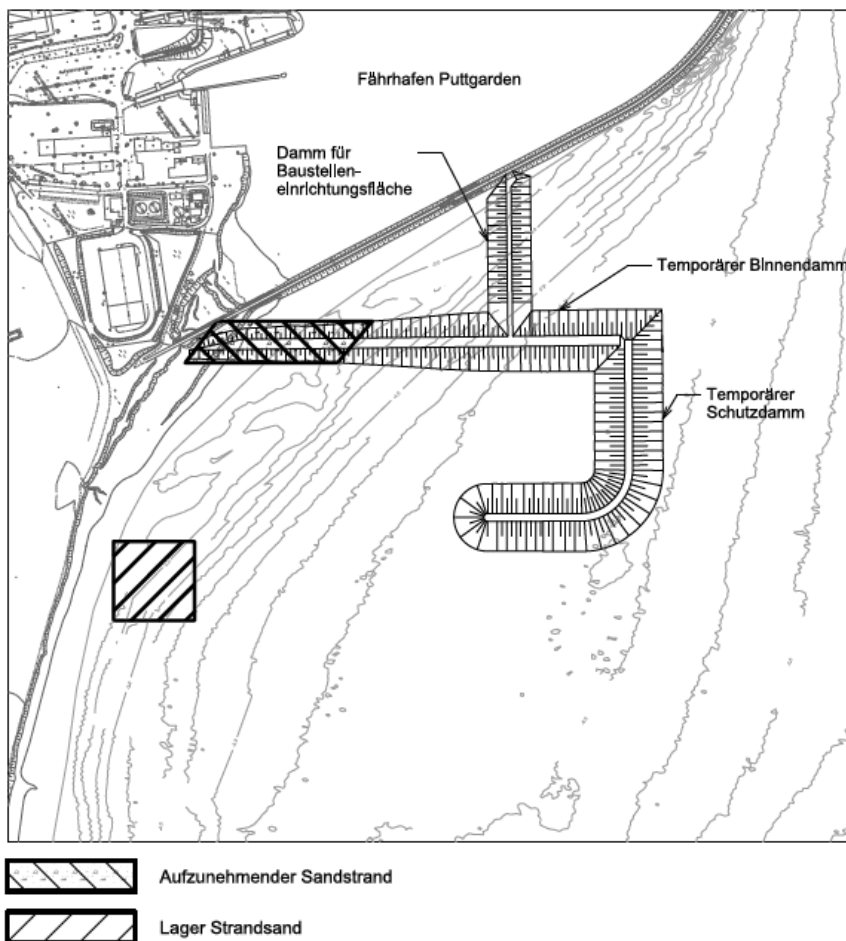 Fährhafen Puttgarden
Damm für
Baustellen-
einrichtungsfläche
Temporärer Binnendamm
Temporärer
Schutzdamm
Aufzunehmender Sandstrand
Lager Strandsand